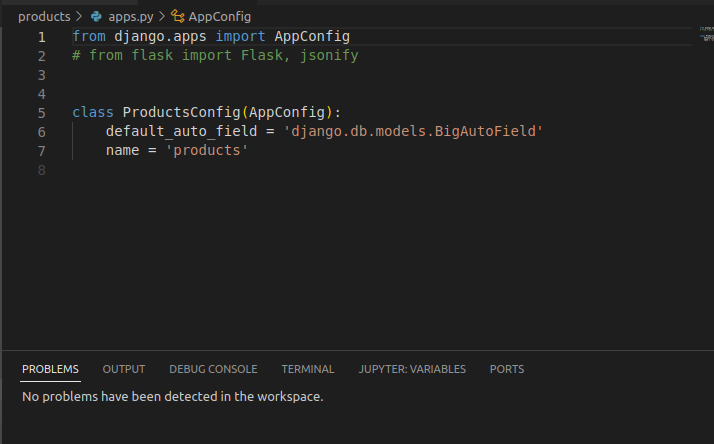 products > apps.py > AppConfig
1 from django.apps import AppConfig
2 # from flask import Flask, jsonify
3
4
5 class ProductsConfig(AppConfig):
6     default_auto_field = 'django.db.models.BigAutoField'
7     name = 'products'
8
PROBLEMS OUTPUT DEBUG CONSOLE TERMINAL JUPYTER: VARIABLES PORTS
No problems have been detected in the workspace.